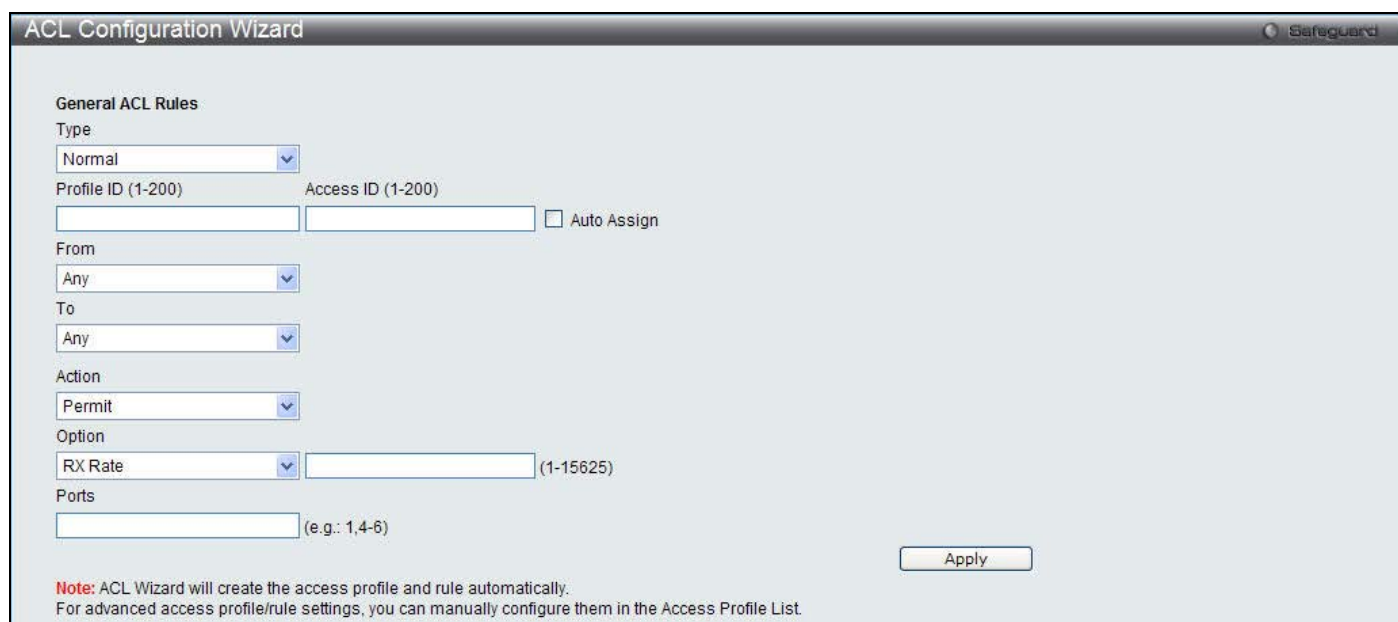 ACL Configuration Wizard
Safeguard
General ACL Rules
Type
Normal
Profile ID (1-200) Access ID (1-200)
Auto Assign
From
Any
To
Any
Action
Permit
Option
RX Rate (1-15625)
Ports
(e.g.: 1,4-6)
Apply
Note: ACL Wizard will create the access profile and rule automatically.
For advanced access profile/rule settings, you can manually configure them in the Access Profile List.